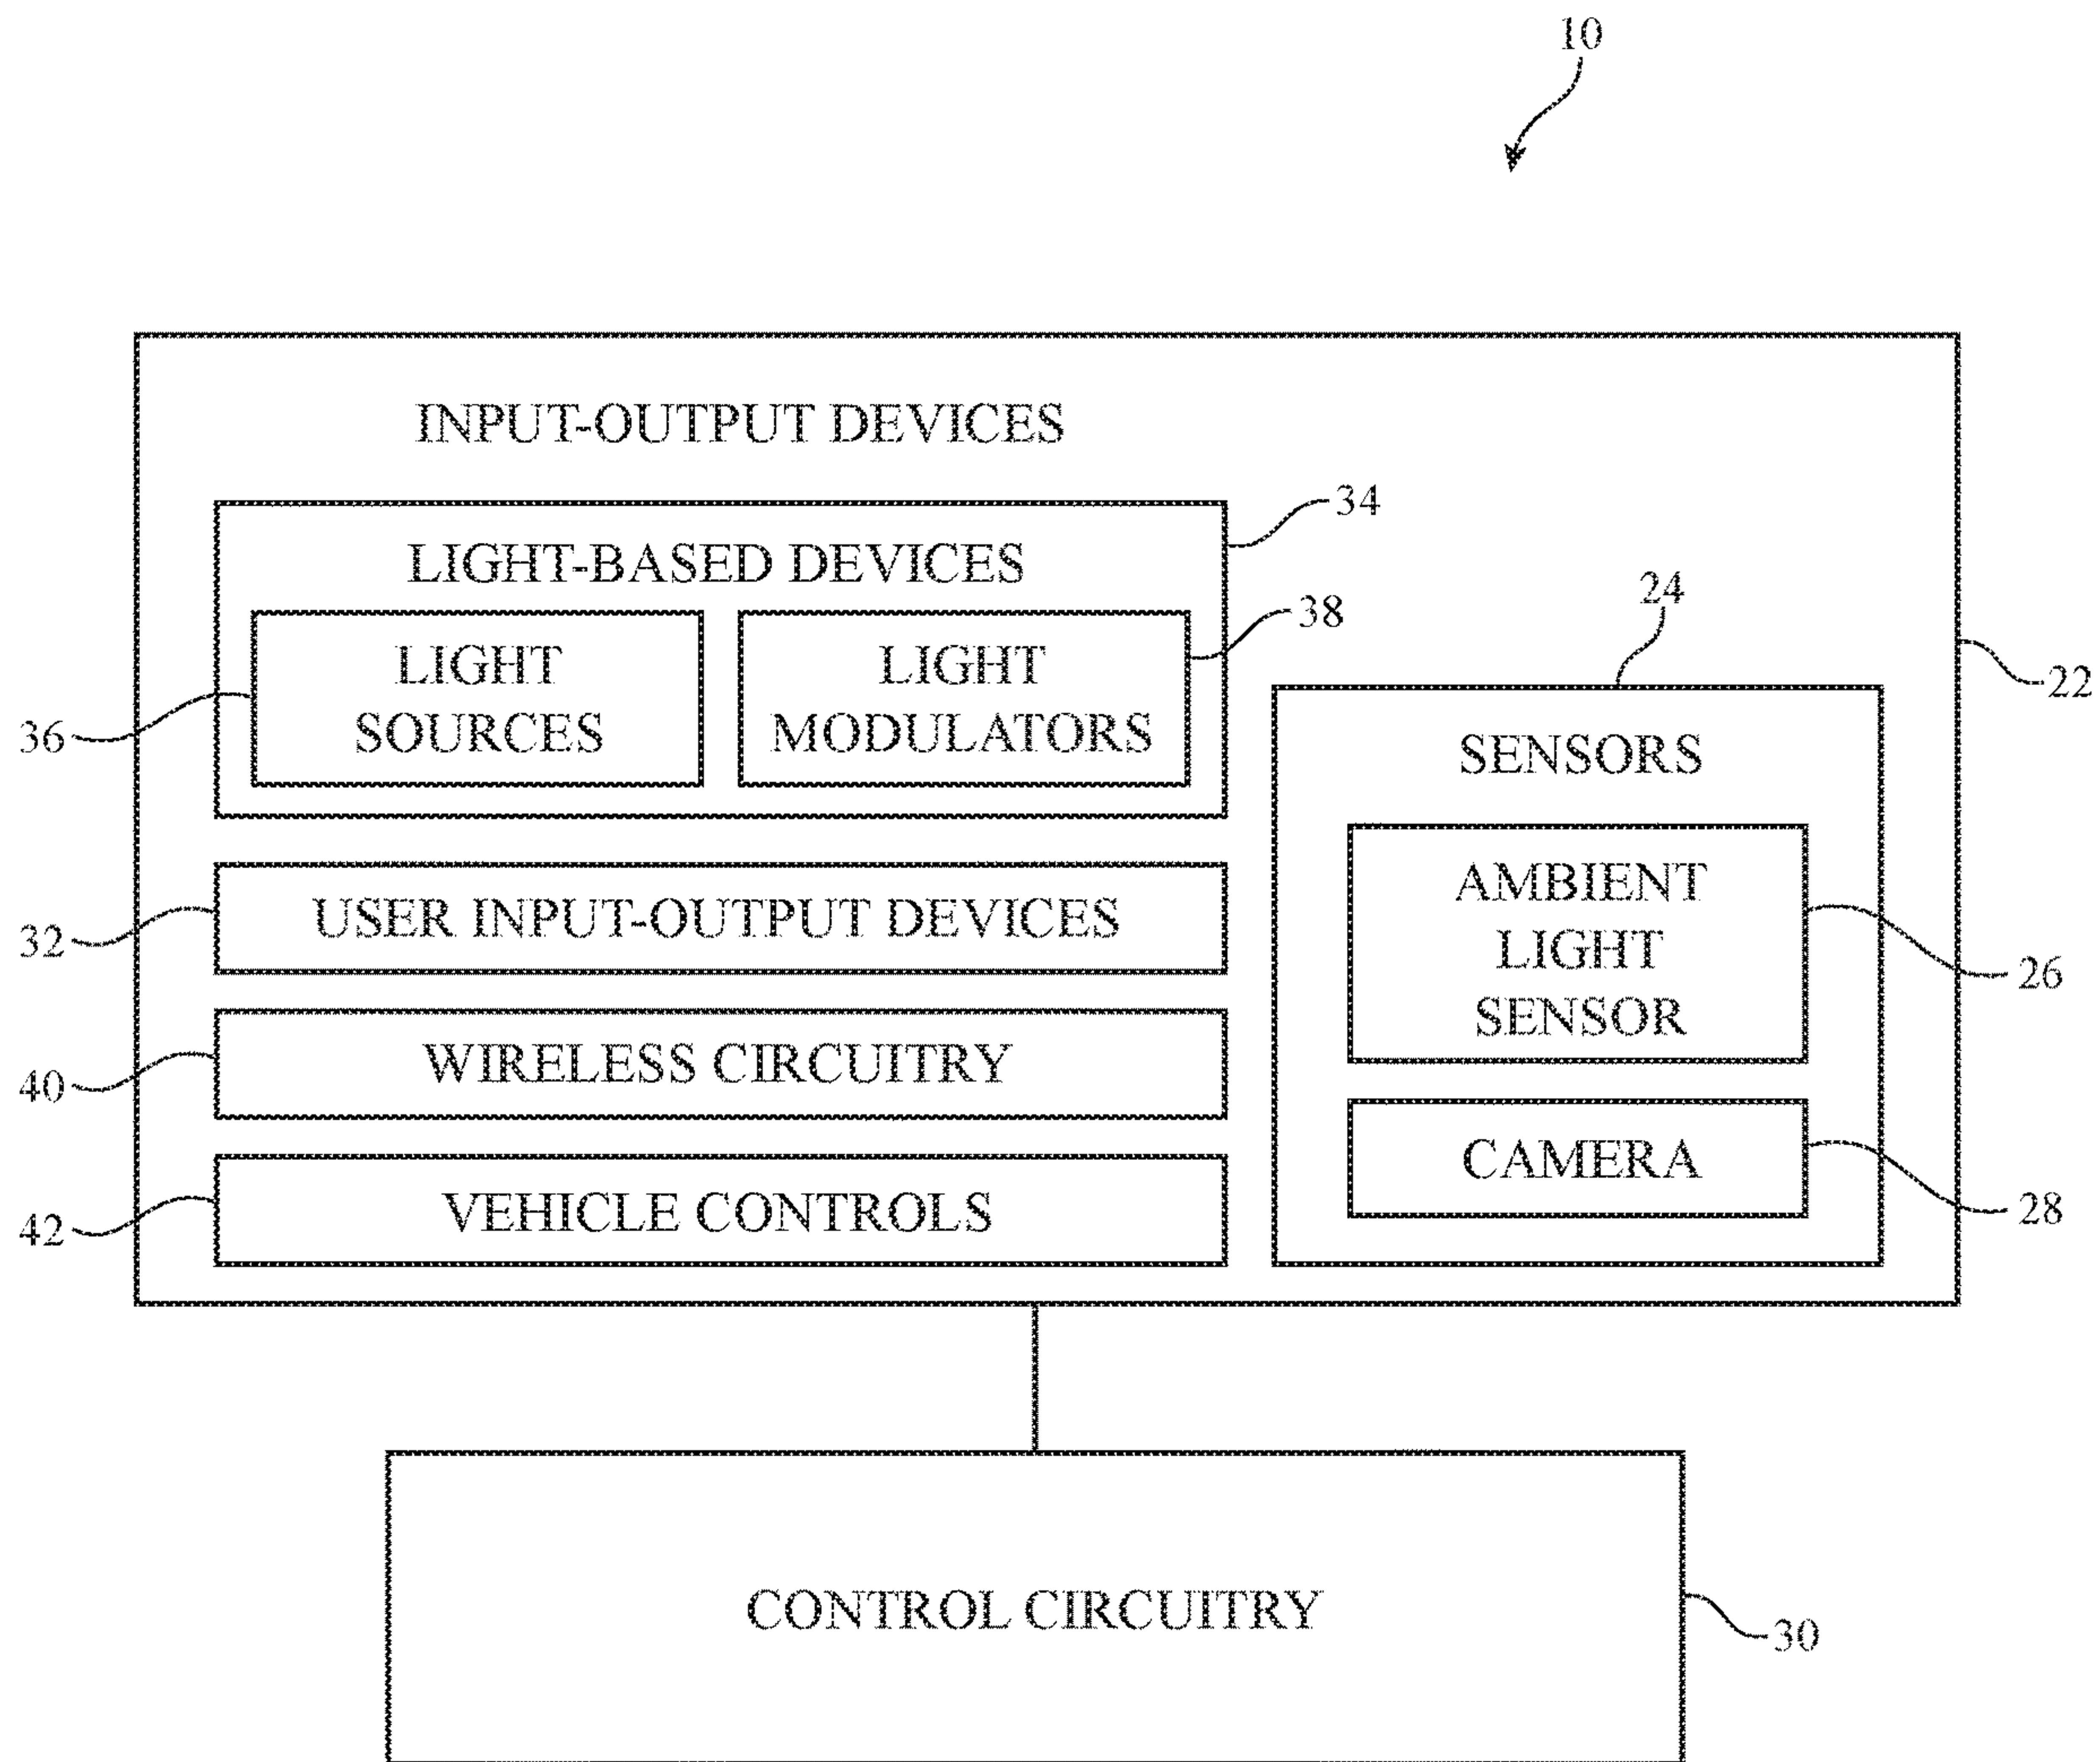 10
INPUT-OUTPUT DEVICES
34
LIGHT-BASED DEVICES
38
LIGHT
SOURCES
LIGHT
MODULATORS
36
24
22
SENSORS
AMBIENT
LIGHT
SENSOR
26
CAMERA
28
USER INPUT-OUTPUT DEVICES
32
WIRELESS CIRCUITRY
40
VEHICLE CONTROLS
42
CONTROL CIRCUITRY
30